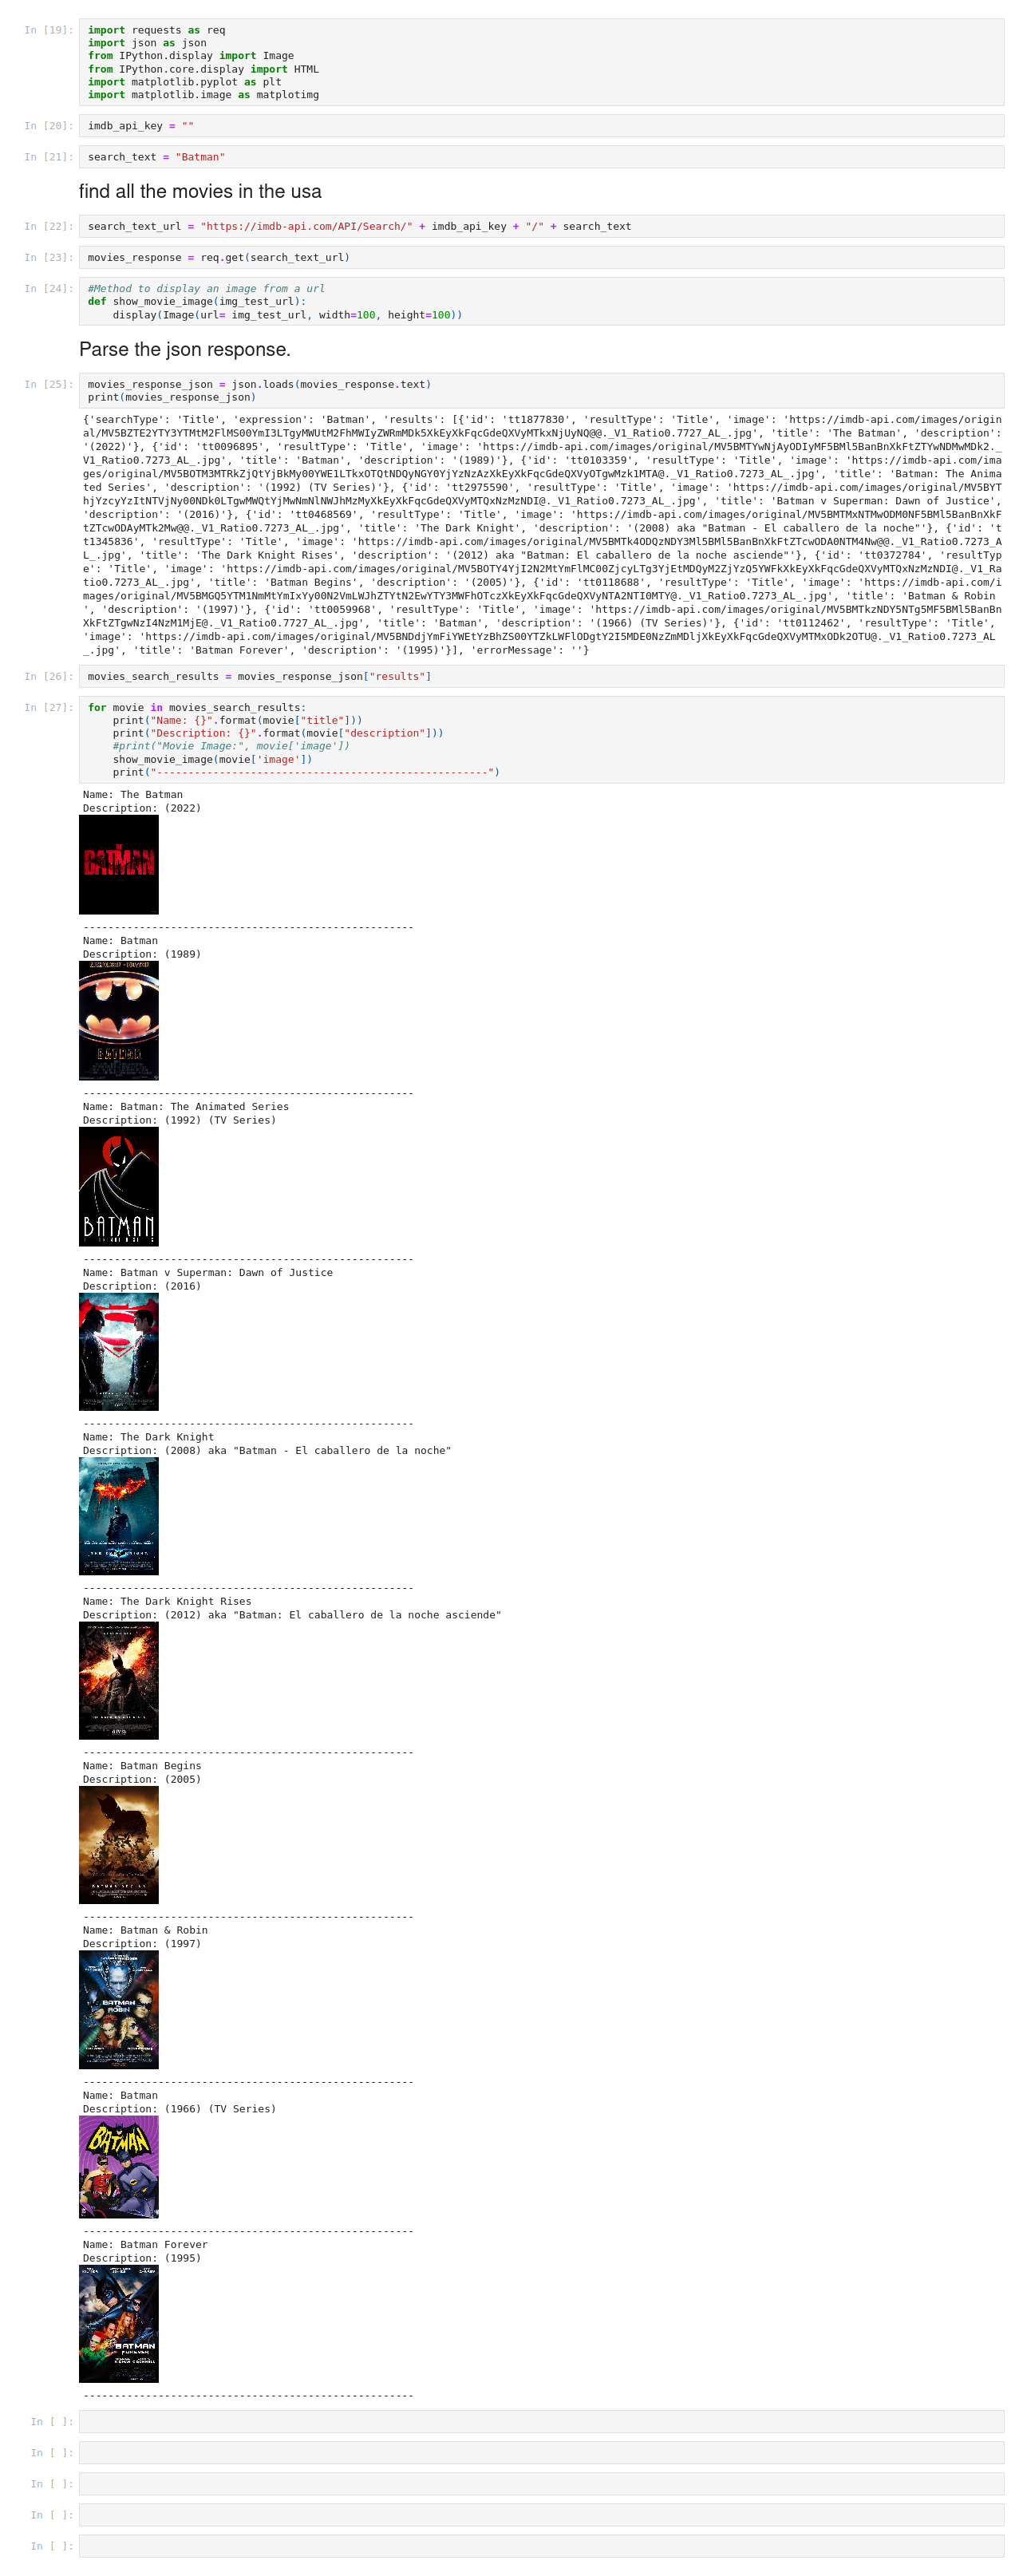 In [19]:
import requests as req
import json as json
from IPython.display import Image
from IPython.core.display import HTML
import matplotlib.pyplot as plt
import matplotlib.image as matplotimg
In [20]:
imdb_api_key = ""
In [21]:
search_text = "Batman"
find all the movies in the usa
In [22]:
search_text_url = "https://imdb-api.com/API/Search/" + imdb_api_key + "/" + search_text
In [23]:
movies_response = req.get(search_text_url)
In [24]:
#Method to display an image from a url
def show_movie_image(img_test_url):
    display(Image(url= img_test_url, width=100, height=100))
Parse the json response.
In [25]:
movies_response_json = json.loads(movies_response.text)
print(movies_response_json)
{'searchType': 'Title', 'expression': 'Batman', 'results': [{'id': 'tt1877830', 'resultType': 'Title', 'image': 'https://imdb-api.com/images/origin
al/MV5BZTE2YTY3YTMtM2FlMS00YmI3LTgyMWUtM2FhMWIyZWRmMDk5XkEyXkFqcGdeQXVyMTkxNjUyNQ@@._V1_Ratio0.7727_AL_.jpg', 'title': 'The Batman', 'description':
'(2022)'}, {'id': 'tt0096895', 'resultType': 'Title', 'image': 'https://imdb-api.com/images/original/MV5BMTYwNjAyODIyMF5BMl5BanBnXkFtZTYwNDMwMDk2._
V1_Ratio0.7273_AL_.jpg', 'title': 'Batman', 'description': '(1989)'}, {'id': 'tt0103359', 'resultType': 'Title', 'image': 'https://imdb-api.com/ima
ges/original/MV5BOTM3MTRkZjQtYjBkMy00YWE1LTkxOTQtNDQyNGY0YjYzNzAzXkEyXkFqcGdeQXVyOTgwMzk1MTA@._V1_Ratio0.7273_AL_.jpg', 'title': 'Batman: The Anima
ted Series', 'description': '(1992) (TV Series)'}, {'id': 'tt2975590', 'resultType': 'Title', 'image': 'https://imdb-api.com/images/original/MV5BYT
hjYzcyYzItNTVjNy00NDk0LTgwMWQtYjMwNmNlNWJhMzMyXkEyXkFqcGdeQXVyMTQxNzMzNDI@._V1_Ratio0.7273_AL_.jpg', 'title': 'Batman v Superman: Dawn of Justice',
'description': '(2016)'}, {'id': 'tt0468569', 'resultType': 'Title', 'image': 'https://imdb-api.com/images/original/MV5BMTMxNTMwODM0NF5BMl5BanBnXkF
tZTcwODAyMTk2Mw@@._V1_Ratio0.7273_AL_.jpg', 'title': 'The Dark Knight', 'description': '(2008) aka "Batman - El caballero de la noche"'}, {'id': 't
t1345836', 'resultType': 'Title', 'image': 'https://imdb-api.com/images/original/MV5BMTk4ODQzNDY3Ml5BMl5BanBnXkFtZTcwODA0NTM4Nw@@._V1_Ratio0.7273_A
L_.jpg', 'title': 'The Dark Knight Rises', 'description': '(2012) aka "Batman: El caballero de la noche asciende"'}, {'id': 'tt0372784', 'resultTyp
e': 'Title', 'image': 'https://imdb-api.com/images/original/MV5BOTY4YjI2N2MtYmFlMC00ZjcyLTg3YjEtMDQyM2ZjYzQ5YWFkXkEyXkFqcGdeQXVyMTQxNzMzNDI@._V1_Ra
tio0.7273_AL_.jpg', 'title': 'Batman Begins', 'description': '(2005)'}, {'id': 'tt0118688', 'resultType': 'Title', 'image': 'https://imdb-api.com/i
mages/original/MV5BMGQ5YTM1NmMtYmIxYy00N2VmLWJhZTYtN2EwYTY3MWFhOTczXkEyXkFqcGdeQXVyNTA2NTI0MTY@._V1_Ratio0.7273_AL_.jpg', 'title': 'Batman & Robin
', 'description': '(1997)'}, {'id': 'tt0059968', 'resultType': 'Title', 'image': 'https://imdb-api.com/images/original/MV5BMTkzNDY5NTg5MF5BMl5BanBn
XkFtZTgwNzI4NzM1MjE@._V1_Ratio0.7727_AL_.jpg', 'title': 'Batman', 'description': '(1966) (TV Series)'}, {'id': 'tt0112462', 'resultType': 'Title',
'image': 'https://imdb-api.com/images/original/MV5BNDdjYmFiYWEtYzBhZS00YTZkLWFlODgtY2I5MDE0NzZmMDljXkEyXkFqcGdeQXVyMTMxODk2OTU@._V1_Ratio0.7273_AL
_.jpg', 'title': 'Batman Forever', 'description': '(1995)'}], 'errorMessage': ''}
In [26]:
movies_search_results = movies_response_json["results"]
In [27]:
for movie in movies_search_results:
    print("Name: {}".format(movie["title"]))
    print("Description: {}".format(movie["description"]))
    #print("Movie Image:", movie['image'])
    show_movie_image(movie['image'])
    print("-----------------------------------------------------")
Name: The Batman
Description: (2022)
BATMAN
-----------------------------------------------------
Name: Batman
Description: (1989)
-----------------------------------------------------
Name: Batman: The Animated Series
Description: (1992) (TV Series)
BATMAN
-----------------------------------------------------
Name: Batman v Superman: Dawn of Justice
Description: (2016)
-----------------------------------------------------
Name: The Dark Knight
Description: (2008) aka "Batman - El caballero de la noche"
-----------------------------------------------------
Name: The Dark Knight Rises
Description: (2012) aka "Batman: El caballero de la noche asciende"
-----------------------------------------------------
Name: Batman Begins
Description: (2005)
-----------------------------------------------------
Name: Batman & Robin
Description: (1997)
BATMAN
ROBIN
-----------------------------------------------------
Name: Batman
Description: (1966) (TV Series)
BATMAN
-----------------------------------------------------
Name: Batman Forever
Description: (1995)
BATMAN
FOREVER
-----------------------------------------------------
In [ ]:
In [ ]:
In [ ]:
In [ ]:
In [ ]: